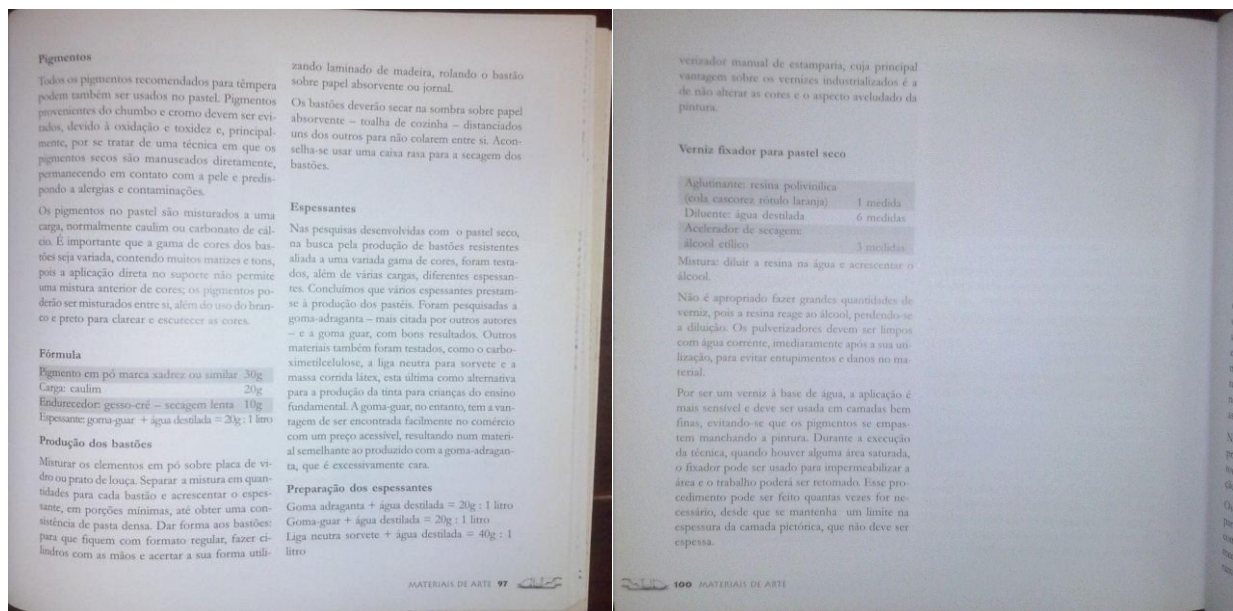 Pigmentos
Todos os pigmentos recomendados para têmpera
podem também ser usados no pastel. Pigmentos
provenientes do chumbo e cromo devem ser evi-
tados, devido à oxidação e toxidez e, principal-
mente, por se tratar de uma técnica em que os
pigmentos secos são manuseados diretamente,
permanecendo em contato com a pele e predis-
pondo a alergias e contaminações.
Os pigmentos no pastel são misturados a uma
carga, normalmente caulim ou carbonato de cál-
cio. É importante que a gama de cores dos bas-
tões seja variada, contendo muitos matizes e tons,
pois a aplicação direta no suporte não permite
uma mistura anterior de cores; os pigmentos po-
derão ser misturados entre si, além do uso do bran-
co e preto para clarear e escurecer as cores.
Fórmula
Pigmento em pó marca xadrez ou similar 30g
Carga: caulim 20g
Endurecedor: gesso-cré – secagem lenta 10g
Espessante: goma-guar + água destilada = 20g : 1 litro
Produção dos bastões
Misturar os elementos em pó sobre placa de vi-
dro ou prato de louça. Separar a mistura em quan-
tidades para cada bastão e acrescentar o espes-
sante, em porções mínimas, até obter uma con-
sistência de pasta densa. Dar forma aos bastões:
para que fiquem com formato regular, fazer ci-
lindros com as mãos e acertar a sua forma utili-
zando laminado de madeira, rolando o bastão
sobre papel absorvente ou jornal.
Os bastões deverão secar na sombra sobre papel
absorvente – toalha de cozinha – distanciados
uns dos outros para não colarem entre si. Acon-
selha-se usar uma caixa rasa para a secagem dos
bastões.
Espessantes
Nas pesquisas desenvolvidas com o pastel seco,
na busca pela produção de bastões resistentes
aliada a uma variada gama de cores, foram testa-
dos, além de várias cargas, diferentes espessan-
tes. Concluímos que vários espessantes prestam-
se à produção dos pastéis. Foram pesquisadas a
goma-adraganta – mais citada por outros autores
– e a goma guar, com bons resultados. Outros
materiais também foram testados, como o carbo-
ximetilcelulose, a liga neutra para sorvete e a
massa corrida látex, esta última como alternativa
para a produção da tinta para crianças do ensino
fundamental. A goma-guar, no entanto, tem a van-
tagem de ser encontrada facilmente no comércio
com um preço acessível, resultando num materi-
al semelhante ao produzido com a goma-adragan-
ta, que é excessivamente cara.
Preparação dos espessantes
Goma adraganta + água destilada = 20g : 1 litro
Goma-guar + água destilada = 20g : 1 litro
Liga neutra sorvete + água destilada = 40g : 1
litro
MATERIAIS DE ARTE 97
verizador manual de estamparia, cuja principal
vantagem sobre os vernizes industrializados é a
de não alterar as cores e o aspecto aveludado da
pintura.
Verniz fixador para pastel seco
Aglutinante: resina polivinílica
(cola cascorez rótulo laranja) 1 medida
Diluente: água destilada 6 medidas
Acelerador de secagem:
álcool etílico 3 medidas
Mistura: diluir a resina na água e acrescentar o
álcool.
Não é apropriado fazer grandes quantidades de
verniz, pois a resina reage ao álcool, perdendo-se
a diluição. Os pulverizadores devem ser limpos
com água corrente, imediatamente após a sua uti-
lização, para evitar entupimentos e danos no ma-
terial.
Por ser um verniz à base de água, a aplicação é
mais sensível e deve ser usada em camadas bem
finas, evitando-se que os pigmentos se empas-
tem manchando a pintura. Durante a execução
da técnica, quando houver alguma área saturada,
o fixador pode ser usado para impermeabilizar a
área e o trabalho poderá ser retomado. Esse pro-
cedimento pode ser feito quantas vezes for ne-
cessário, desde que se mantenha um limite na
espessura da camada pictórica, que não deve ser
espessa.
100 MATERIAIS DE ARTE